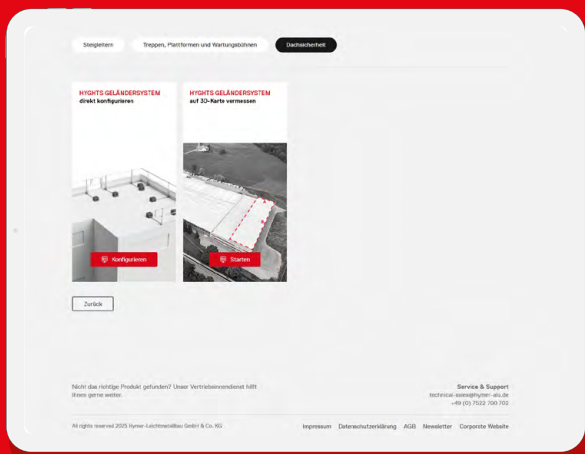 Steigleitern
Treppen, Plattformen und Wartungsbühnen
Dachsicherheit
HYGHTS GELÄNDERSYSTEM
direkt konfigurieren
HYGHTS GELÄNDERSYSTEM
auf 3D-Karte vermessen
Konfigurieren
Starten
Zurück
Nicht das richtige Produkt gefunden? Unser Vertriebsinnendienst hilft
Ihnen gerne weiter.
Service & Support
technical-sales@hymer-alu.de
+49 (0) 7522 700 702
All rights reserved 2025 Hymer-Leichtmetallbau GmbH & Co. KG
Impressum Datenschutzerklärung AGB Newsletter Corporate Website